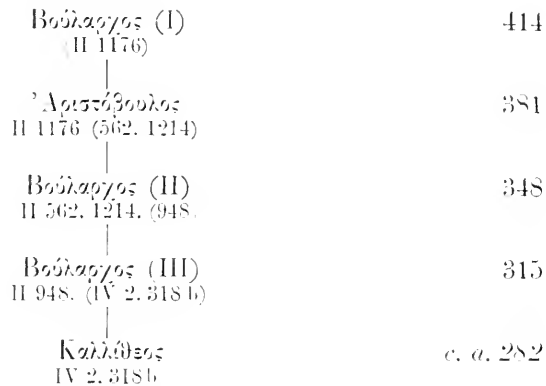 Βούλαρχος (I) 414
II 1176)
Ἀριστόβουλος 381
II 1176 (562. 1214)
Βούλαρχος (II) 348
II 562. 1214. (948.
Βούλαρχος (III) 315
II 948. (IV 2. 318 b)
Καλλίθεος c. a. 282
IV 2. 318 b